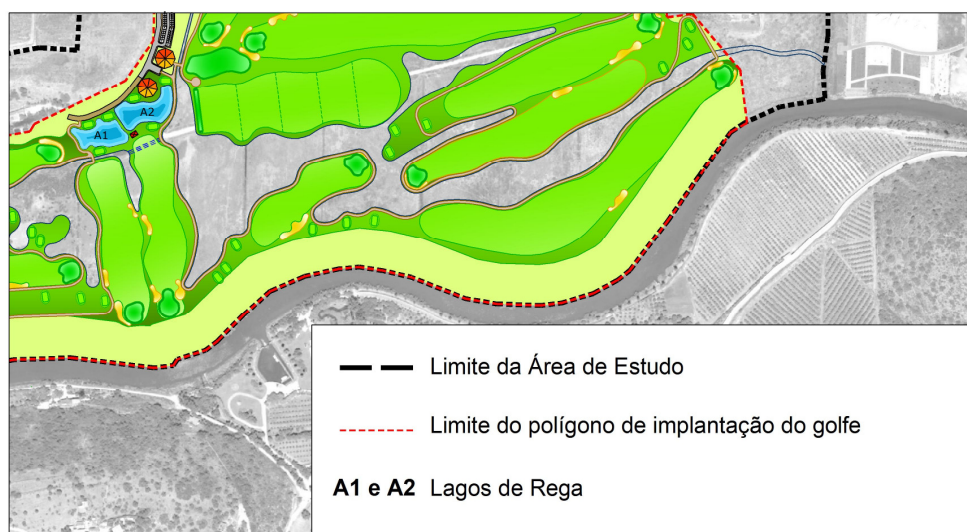 A2
A1
Limite da Área de Estudo
Limite do polígono de implantação do golfe
A1 e A2 Lagos de Rega